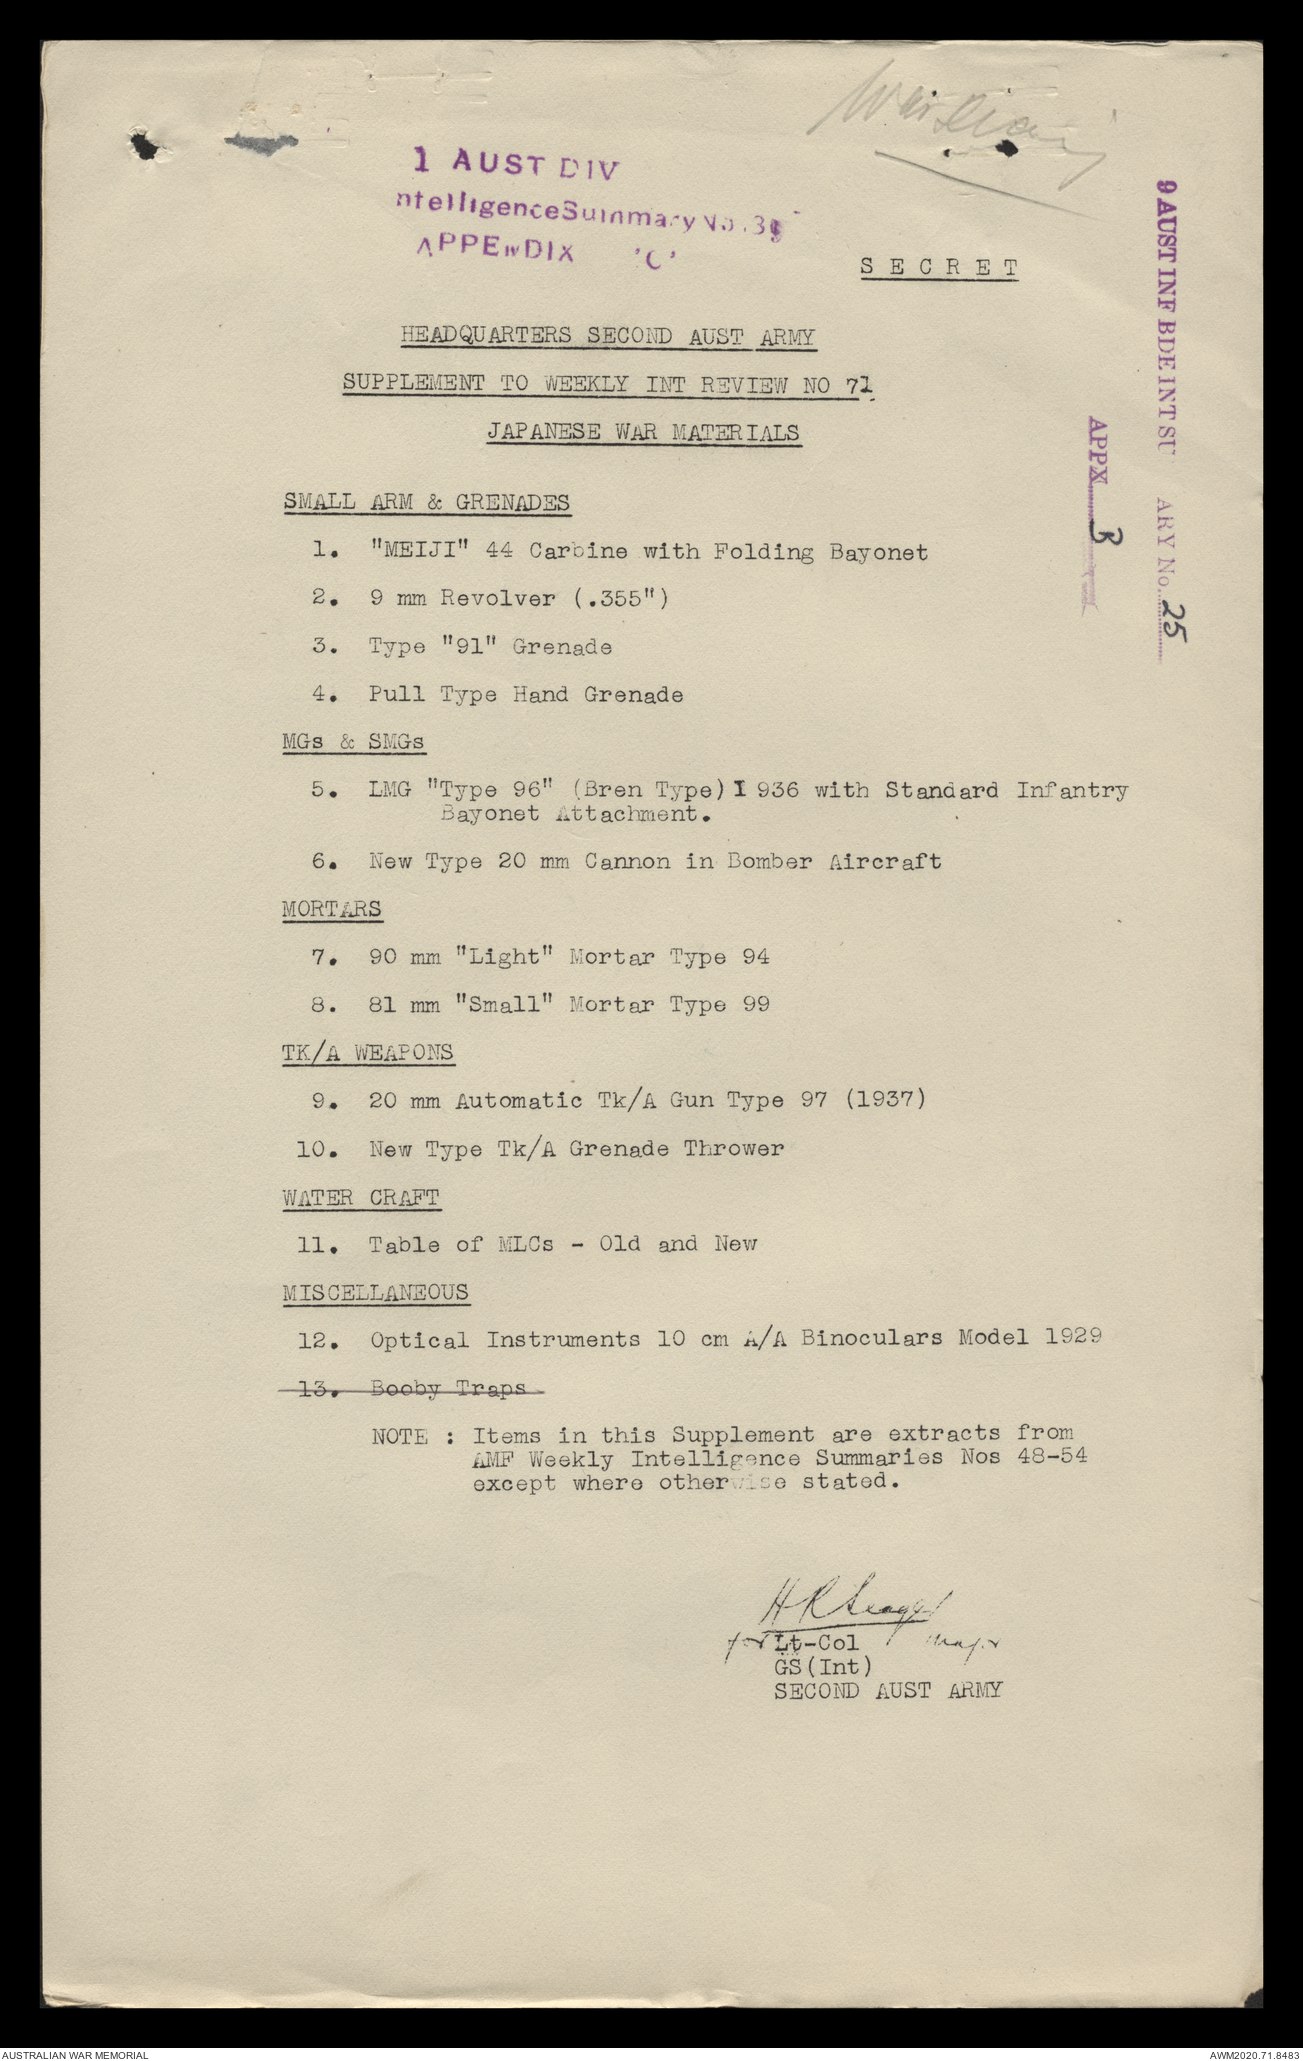 War Diary
1 AUST DIV
ntelligence Summary No. 39
APPENDIX 'C'
SECRET
9 AUST INF BDE INT SU ARY No. 25
APPX 3
HEADQUARTERS SECOND AUST ARMY
SUPPLEMENT TO WEEKLY INT REVIEW NO 71
JAPANESE WAR MATERIALS
SMALL ARM & GRENADES
1. "MEIJI" 44 Carbine with Folding Bayonet
2. 9 mm Revolver (.355")
3. Type "91" Grenade
4. Pull Type Hand Grenade
MGs & SMGs
5. LMG "Type 96" (Bren Type) 1936 with Standard Infantry
Bayonet Attachment.
6. New Type 20 mm Cannon in Bomber Aircraft
MORTARS
7. 90 mm "Light" Mortar Type 94
8. 81 mm "Small" Mortar Type 99
TK/A WEAPONS
9. 20 mm Automatic Tk/A Gun Type 97 (1937)
10. New Type Tk/A Grenade Thrower
WATER CRAFT
11. Table of MLCs - Old and New
MISCELLANEOUS
12. Optical Instruments 10 cm A/A Binoculars Model 1929
13. Booby Traps
NOTE : Items in this Supplement are extracts from
AMF Weekly Intelligence Summaries Nos 48-54
except where otherwise stated.
H R
for Lt-Col Major
GS(Int)
SECOND AUST ARMY
AUSTRALIAN WAR MEMORIAL
AWM2020.71.8483